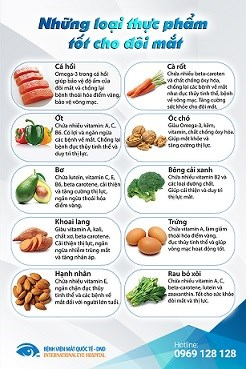 Những loại thực phẩm
tốt cho đôi mắt
Cá hồi
Omega-3 trong cá hồi
giúp bảo vệ độ ẩm của
đôi mắt và chống lại
bệnh thoái hóa điểm vàng,
bảo vệ võng mạc.
Cà rốt
Chứa nhiều beta-caroten
và chất chống oxy hóa,
chống lại các bệnh về mắt
như đục thủy tinh thể, bệnh
về võng mạc. Tăng cường
sức khỏe cho đôi mắt.
Ớt
Chứa nhiều vitamin A, C,
B6. Có lợi và ngăn ngừa
các bệnh về mắt. Chống lại
bệnh đục thủy tinh thể và
duy trì thị lực.
Óc chó
Giàu Omega-3, kẽm,
vitamin, chất chống oxy hóa.
Giúp mắt khỏe và
tăng cường thị lực.
Bơ
Chứa lutein, vitamin C, E,
B6, beta carotene, cải thiện
và tăng cường thị lực,
ngăn ngừa thoái hóa
điểm vàng.
Bông cải xanh
Chứa nhiều vitamin B2
và các loại dưỡng chất.
Giúp cải thiện và duy trì
thị lực của mắt.
Khoai lang
Giàu vitamin A, kali,
chất xơ, beta carotene.
Cải thiện thị lực, ngăn
ngừa nhiễm trùng mắt
và tăng nhãn áp.
Trứng
Chứa vitamin A, làm giảm
thoái hóa điểm vàng,
đục thủy tinh thể và giúp
võng mạc hoạt động tốt.
Hạnh nhân
Chứa nhiều vitamin E,
ngăn chặn đục thủy
tinh thể và các bệnh về
mắt đối với người lớn tuổi.
Rau bó xôi
Chứa nhiều vitamin A, C,
beta carotene, lutein và
zeaxanthin. Tốt cho sức khỏe
đôi mắt và thị lực.
BỆNH VIỆN MẮT QUỐC TẾ - DND
INTERNATIONAL EYE HOSPITAL
Hotline:
0969 128 128